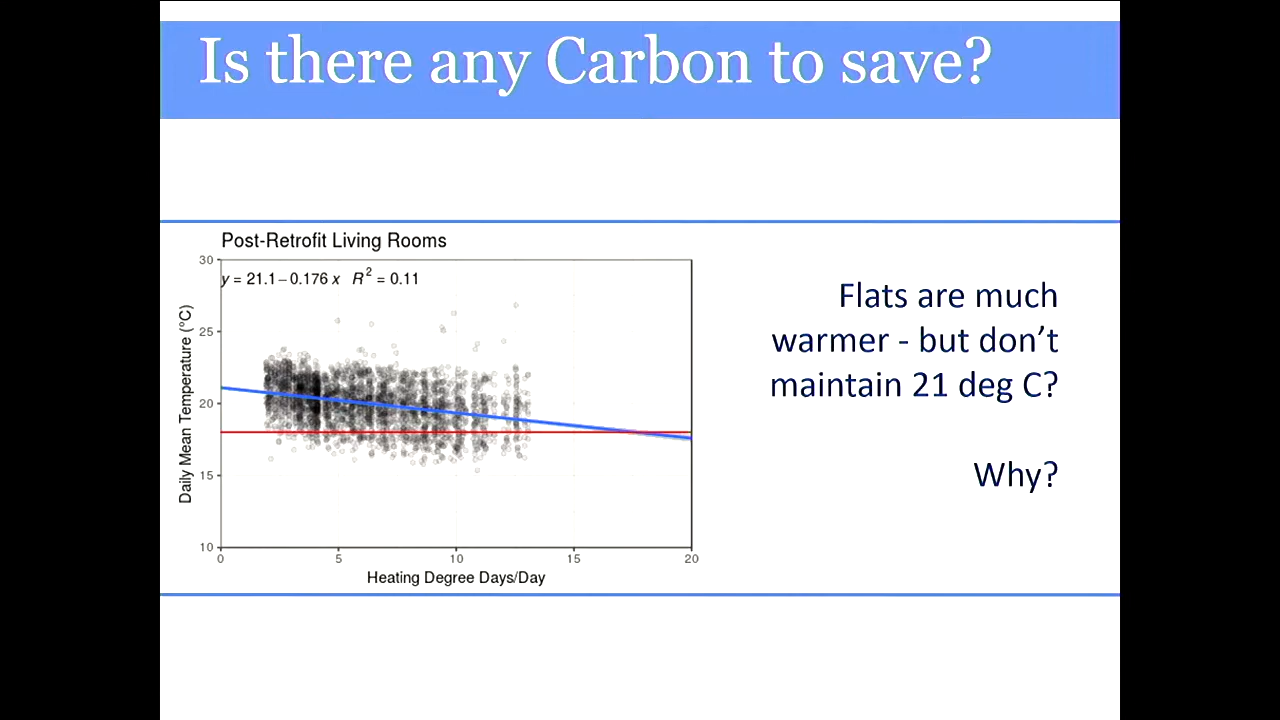 Is there any Carbon to save?
Post-Retrofit Living Rooms
y = 21.1 – 0.176 x R² = 0.11
30
25
20
15
10
Daily Mean Temperature (°C)
0 5 10 15 20
Heating Degree Days/Day
Flats are much
warmer - but don’t
maintain 21 deg C?
Why?